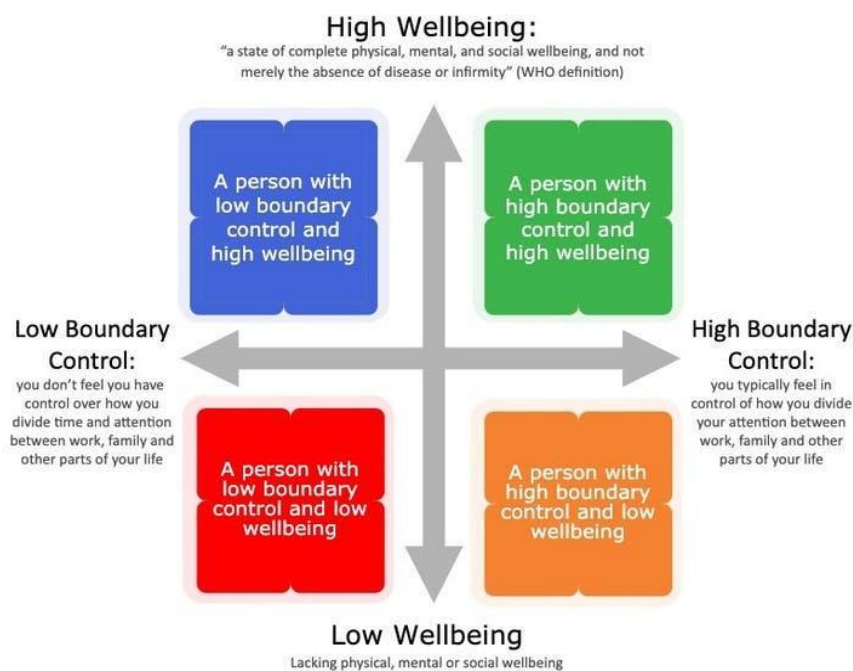 High Wellbeing:
“a state of complete physical, mental, and social wellbeing, and not
merely the absence of disease or infirmity” (WHO definition)
A person with
low boundary
control and
high wellbeing
A person with
high boundary
control and
high wellbeing
Low Boundary
Control:
you don’t feel you have
control over how you
divide time and attention
between work, family and
other parts of your life
High Boundary
Control:
you typically feel in
control of how you divide
your attention between
work, family and other
parts of your life
A person with
low boundary
control and low
wellbeing
A person with
high boundary
control and low
wellbeing
Low Wellbeing
Lacking physical, mental or social wellbeing